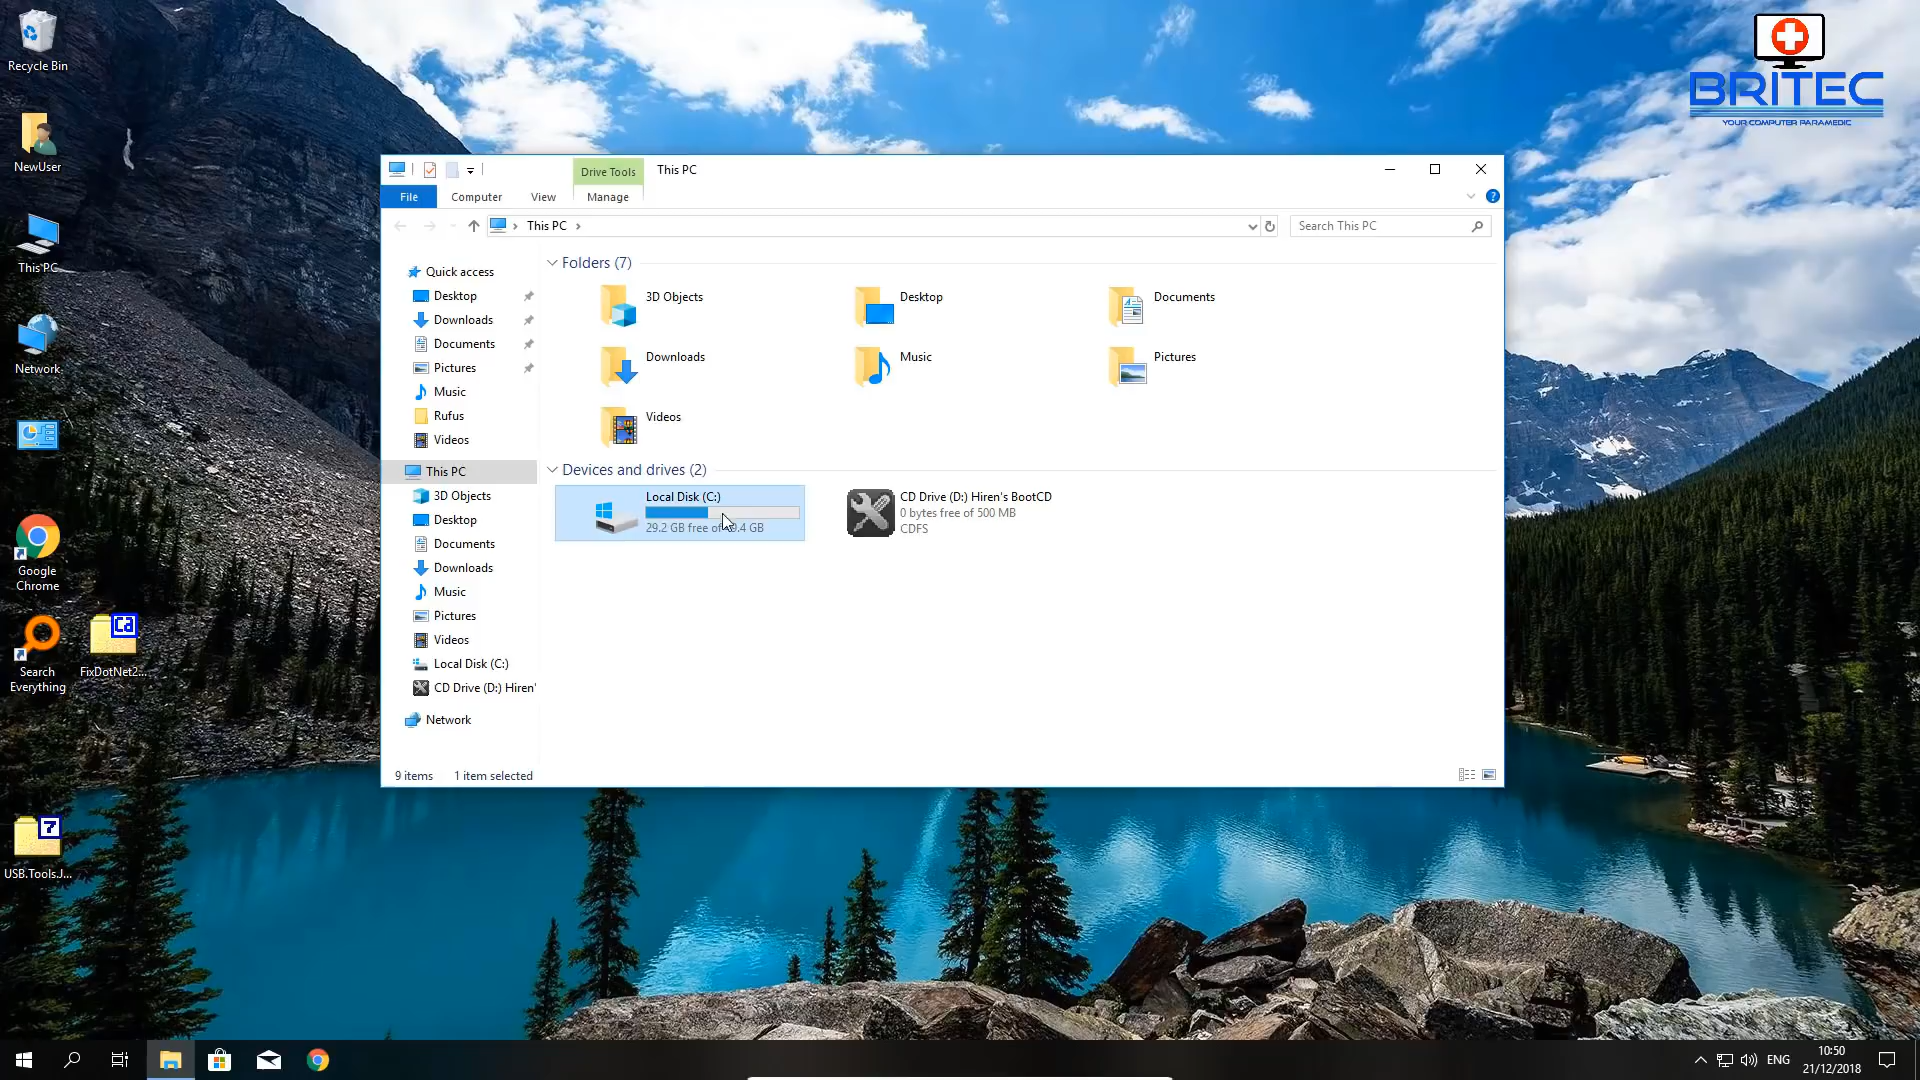 Recycle Bin
NewUser
This PC
Network
Google
Chrome
Search
Everything
FixDotNet2...
USB.Tools.J...
BRITEC
YOUR COMPUTER PARAMEDIC
Drive Tools
This PC
File
Computer
View
Manage
This PC
Search This PC
Quick access
Desktop
Downloads
Documents
Pictures
Music
Rufus
Videos
This PC
3D Objects
Desktop
Documents
Downloads
Music
Pictures
Videos
Local Disk (C:)
CD Drive (D:) Hiren'
Network
Folders (7)
3D Objects
Desktop
Documents
Downloads
Music
Pictures
Videos
Devices and drives (2)
Local Disk (C:)
29.2 GB free of
CD Drive (D:) Hiren's BootCD
0 bytes free of 500 MB
CDFS
9 items
1 item selected
ENG
10:50
21/12/2018